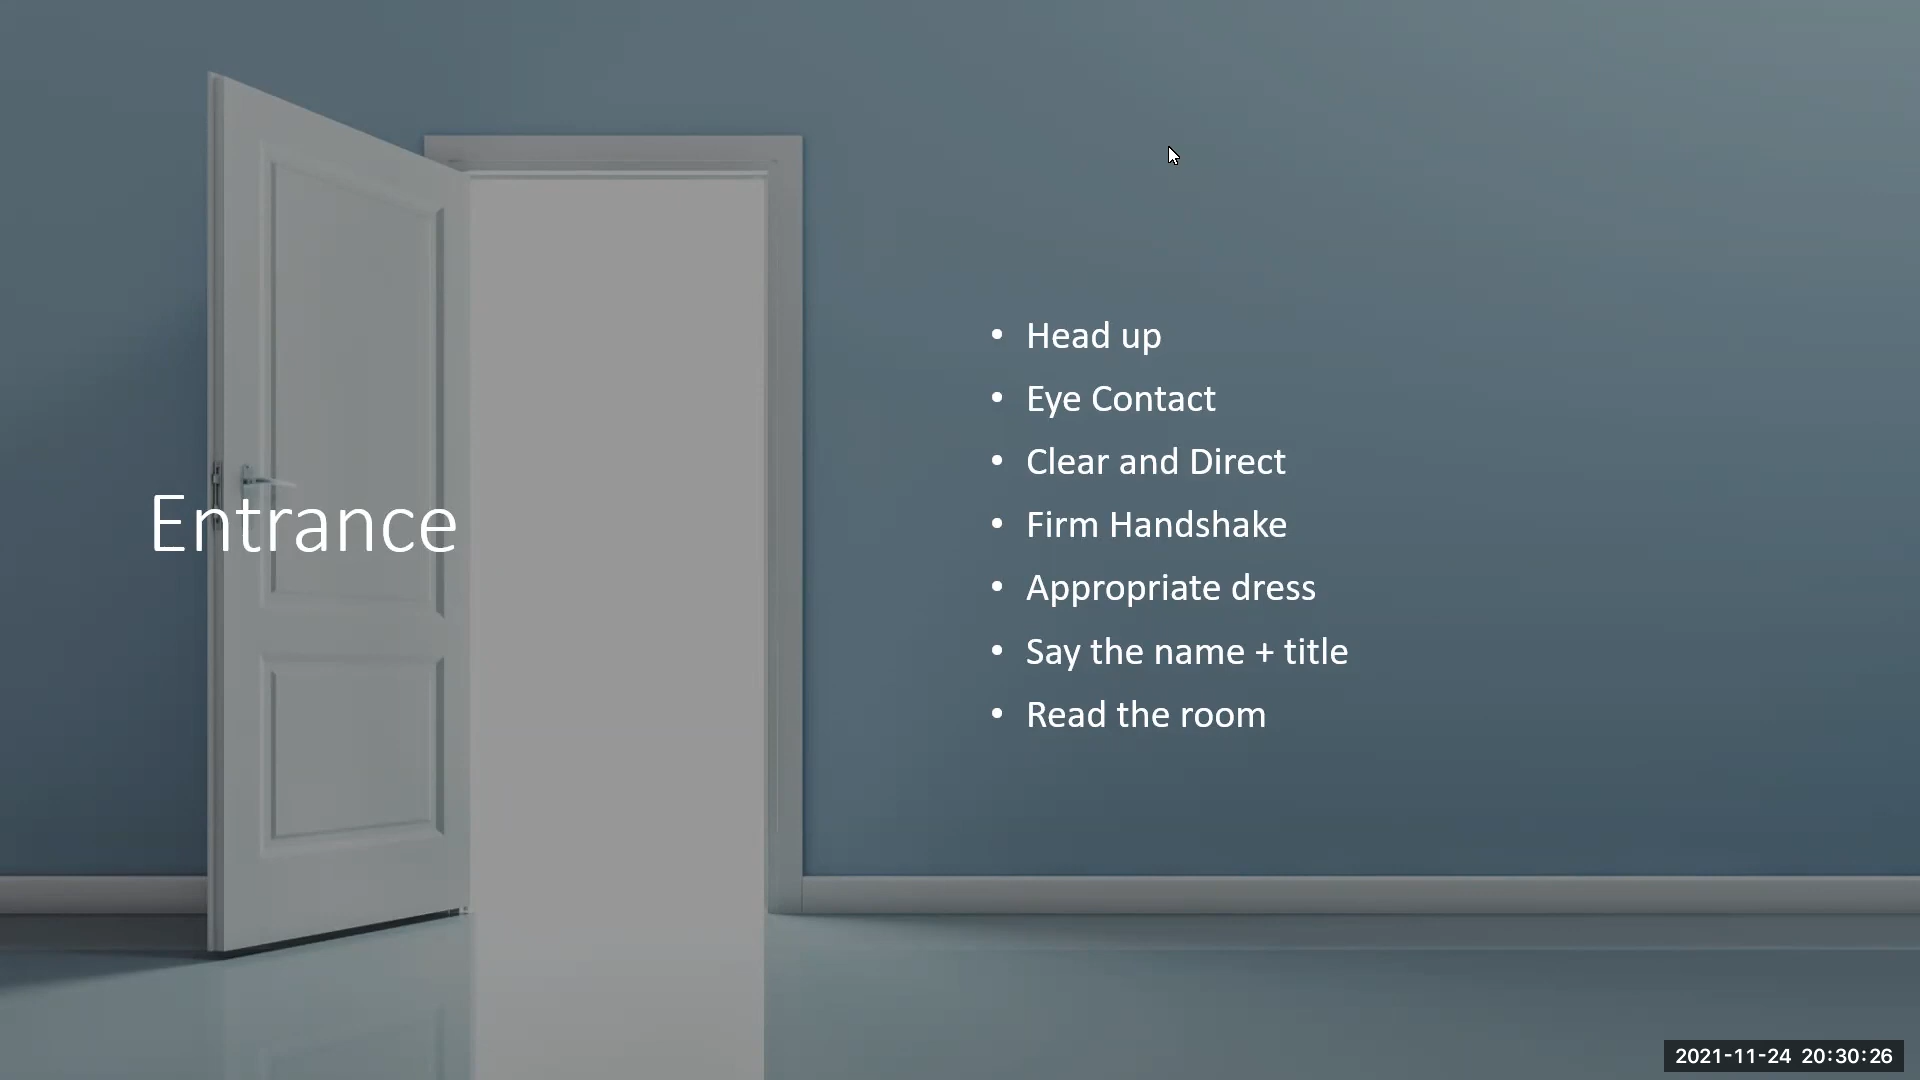 Entrance
• Head up
• Eye Contact
• Clear and Direct
• Firm Handshake
• Appropriate dress
• Say the name + title
• Read the room
2021-11-24 20:30:26